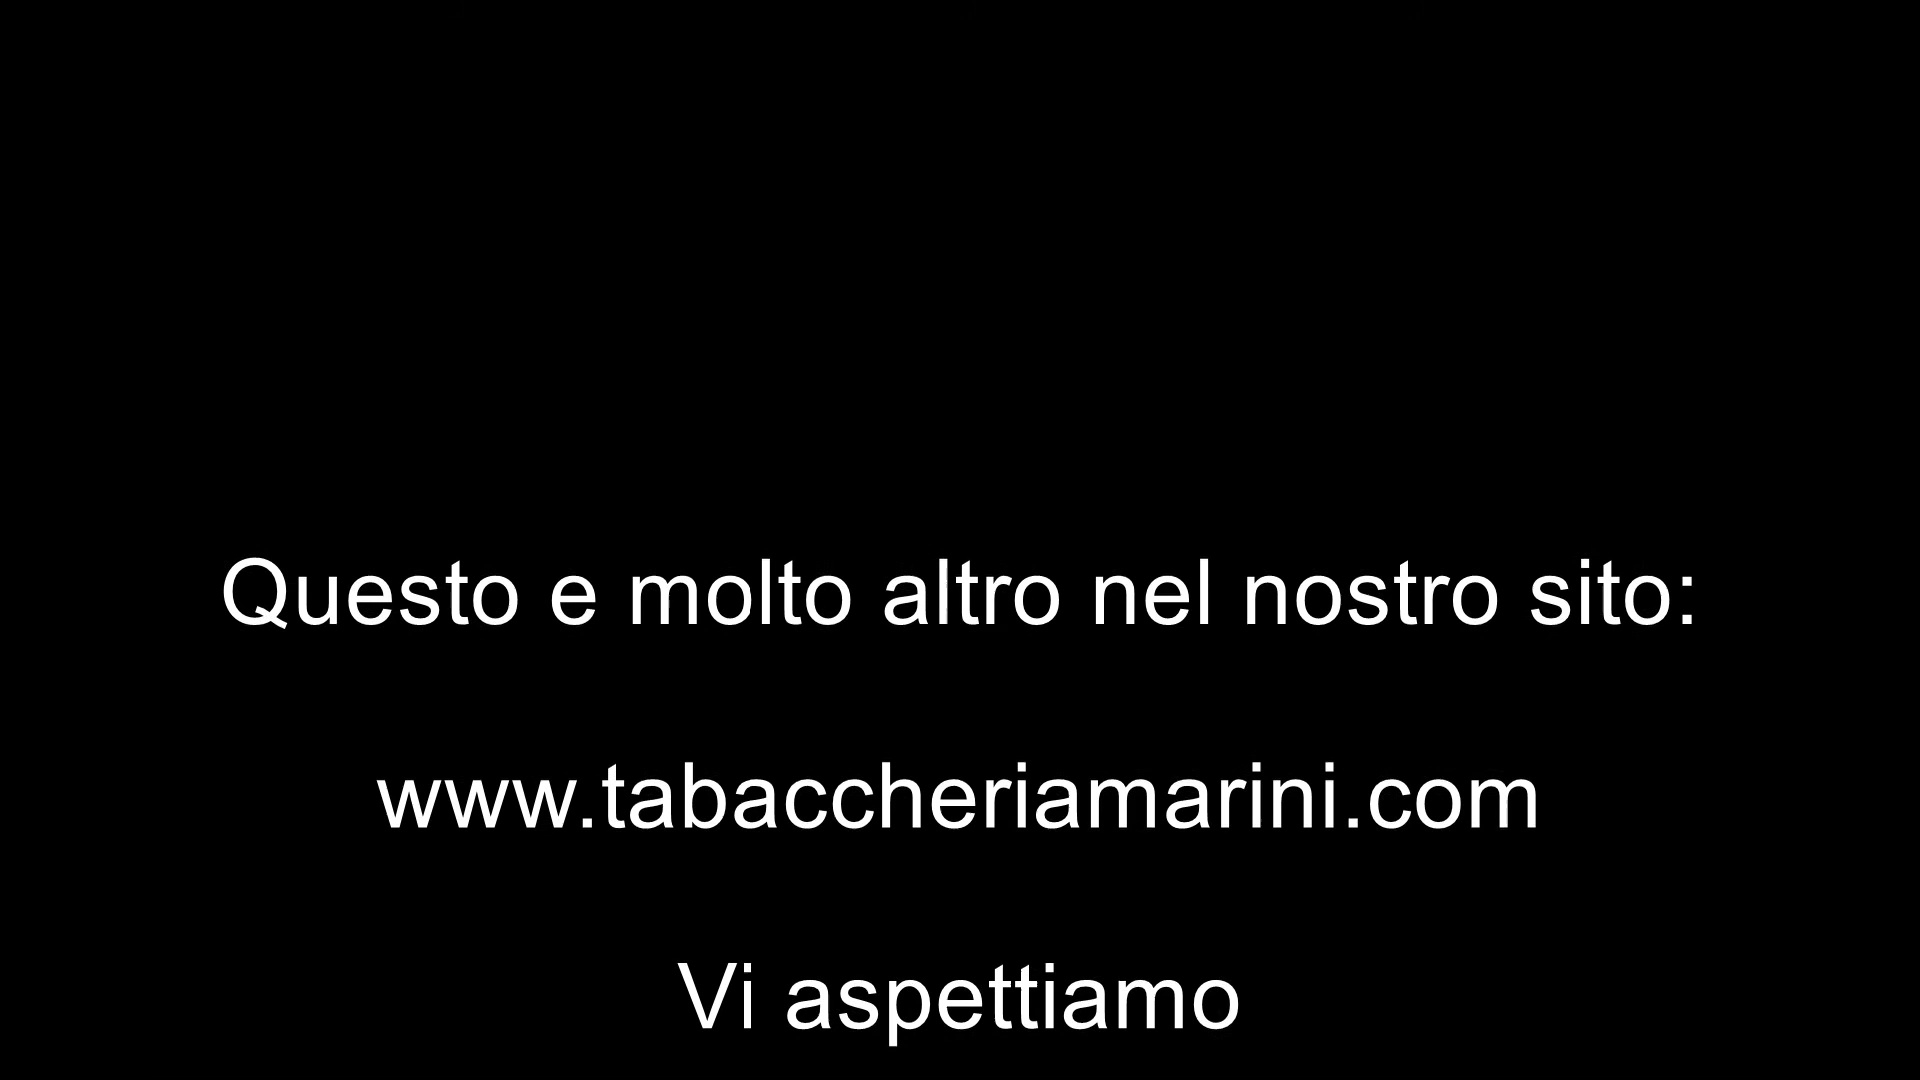 Questo e molto altro nel nostro sito:
www.tabaccheriamarini.com
Vi aspettiamo